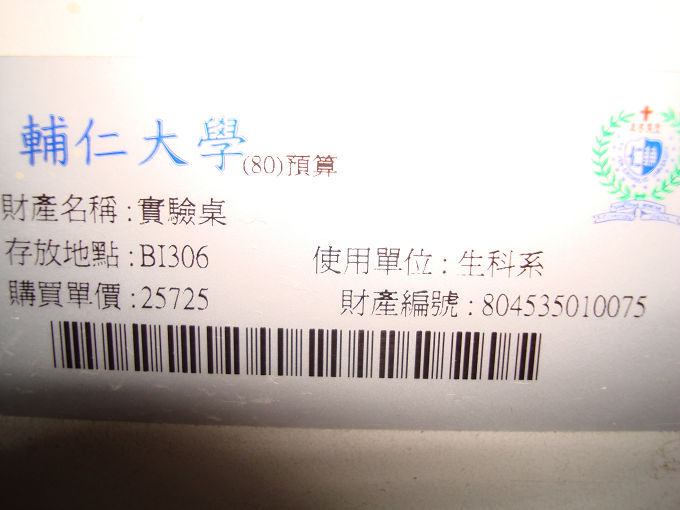 輔仁大學(80)預算
財產名稱:實驗桌
存放地點:BI306 使用單位:生科系
購買單價:25725 財產編號:804535010075